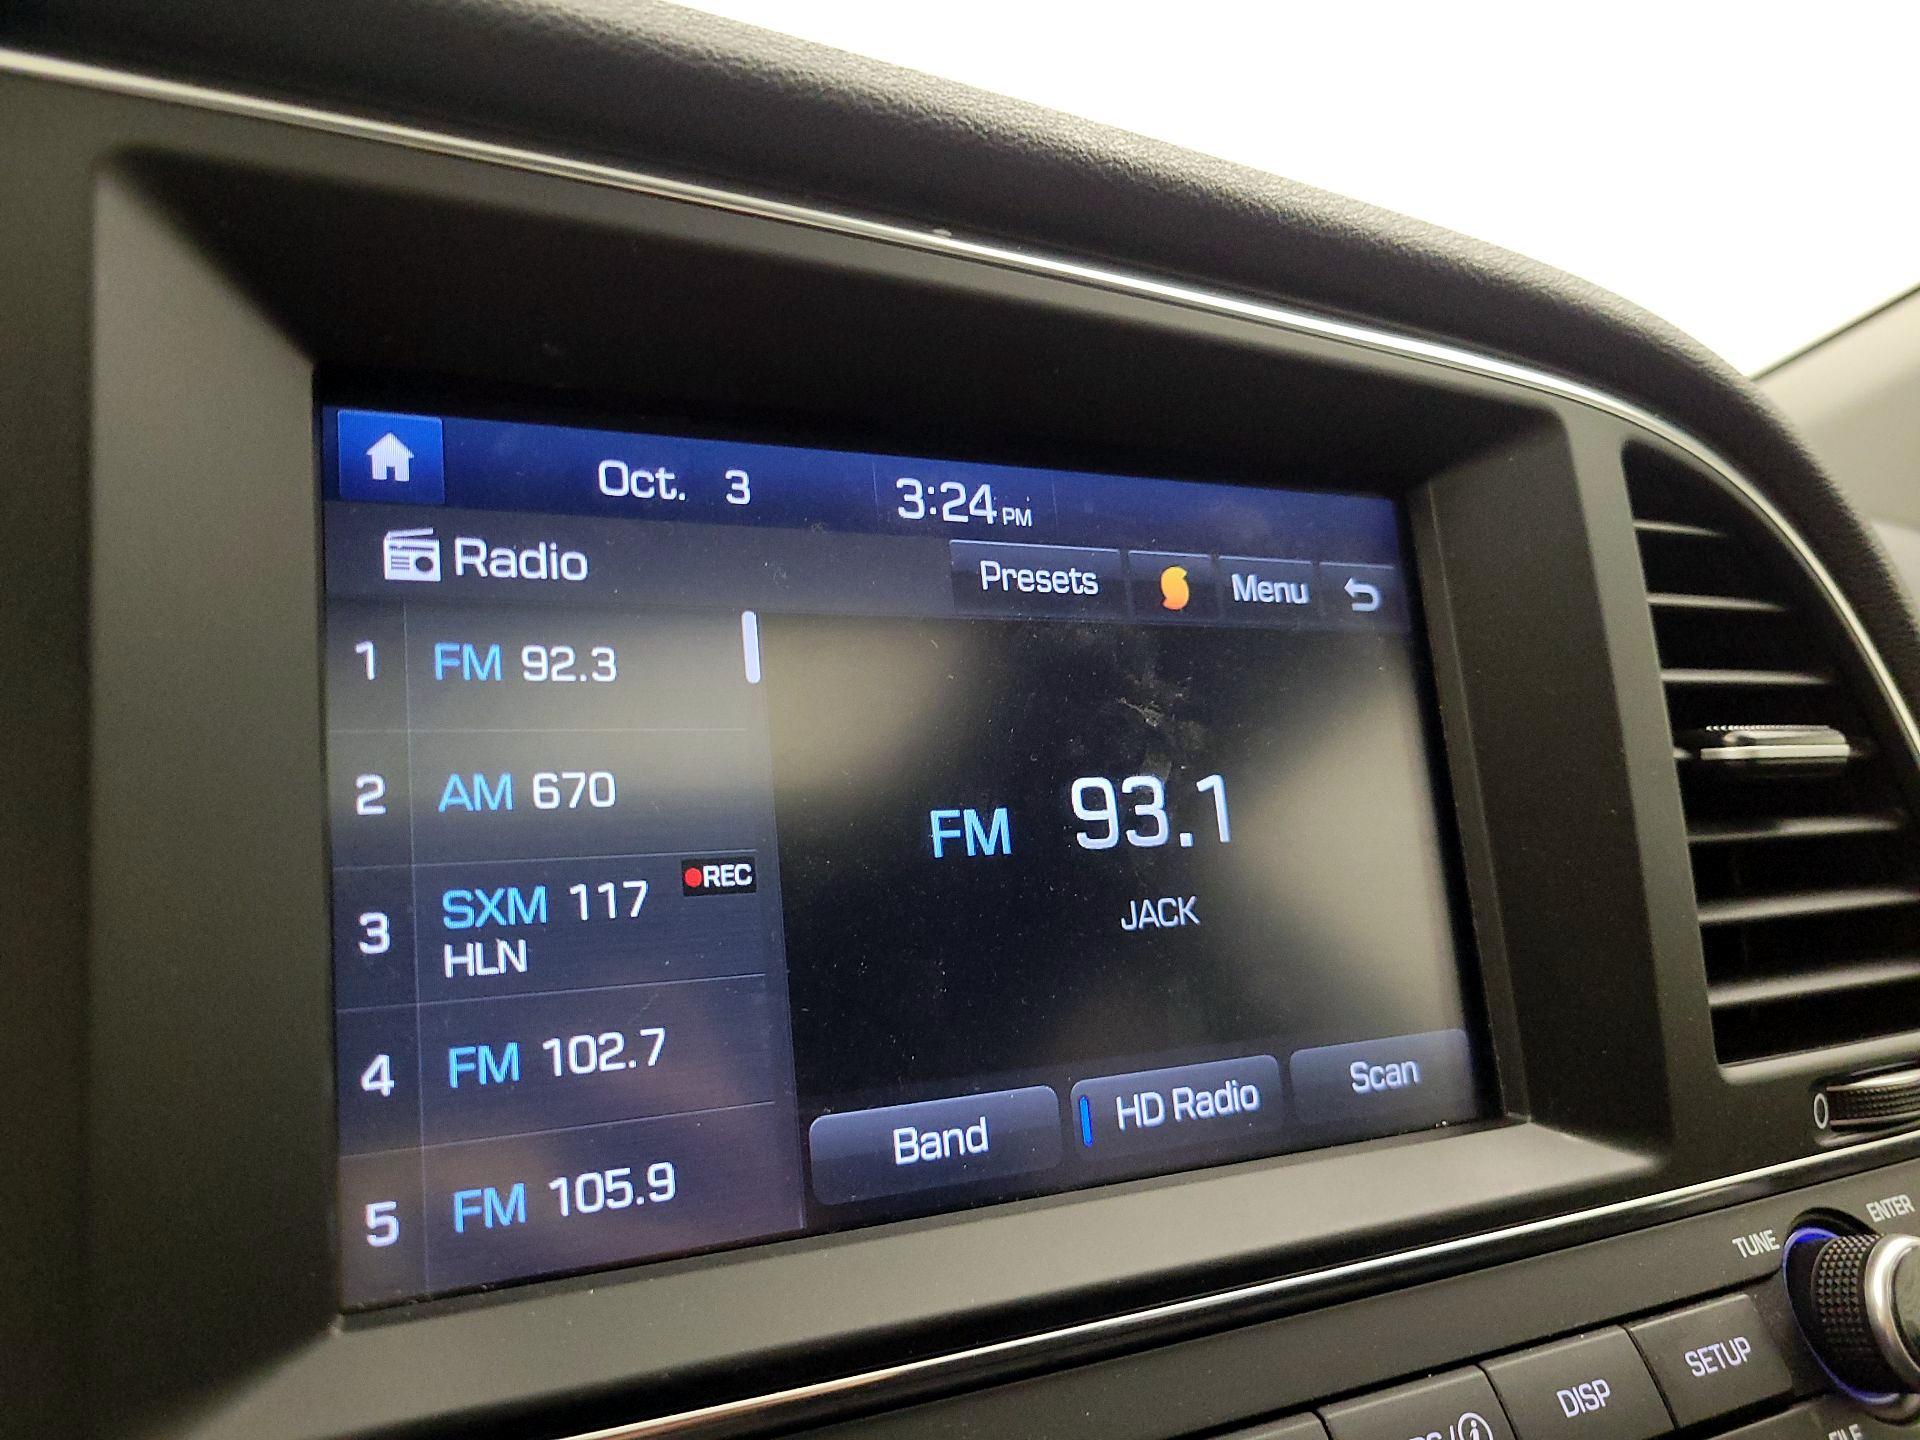 Oct. 3 3:24 PM
Radio Presets Menu
1 FM 92.3
2 AM 670
3 SXM 117 REC
HLN
4 FM 102.7
5 FM 105.9
FM 93.1
JACK
Band HD Radio Scan
0
TUNE ENTER
SETUP
DISP
FILE